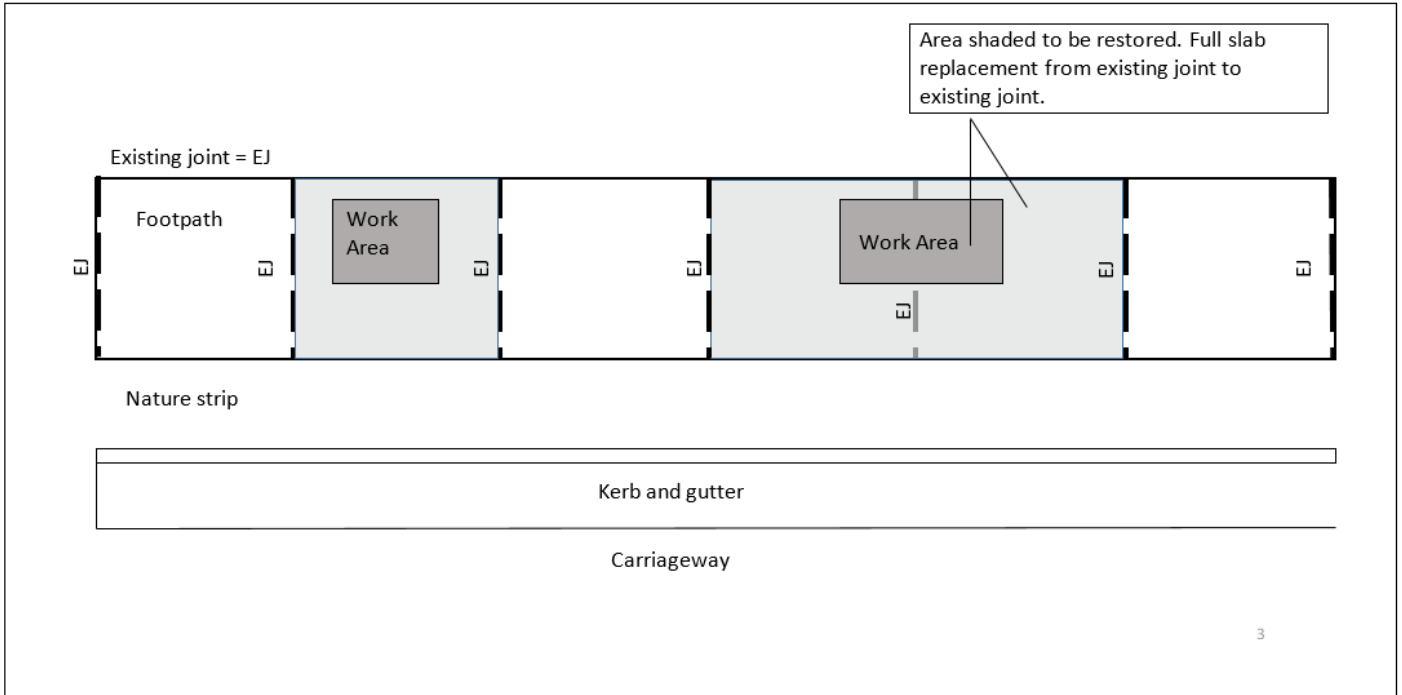 Area shaded to be restored. Full slab
replacement from existing joint to
existing joint.
Existing joint = EJ
Footpath
Work
Area
Work Area
EJ
EJ
EJ
EJ
EJ
EJ
EJ
Nature strip
Kerb and gutter
Carriageway
3